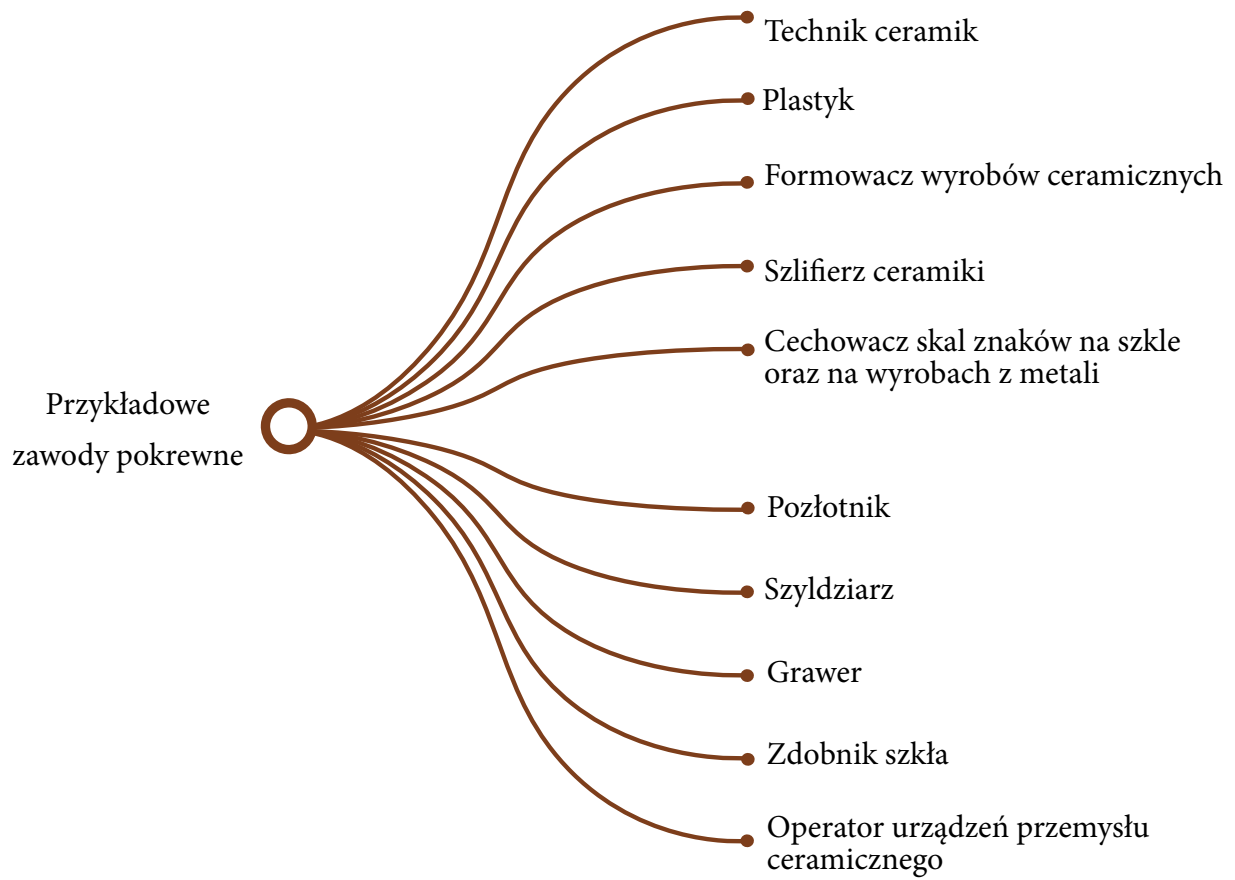 Przykładowe
zawody pokrewne
Technik ceramik
Plastyk
Formowacz wyrobów ceramicznych
Szlifierz ceramiki
Cechowacz skal znaków na szkle
oraz na wyrobach z metali
Pozłotnik
Szyldziarz
Grawer
Zdobnik szkła
Operator urządzeń przemysłu
ceramicznego